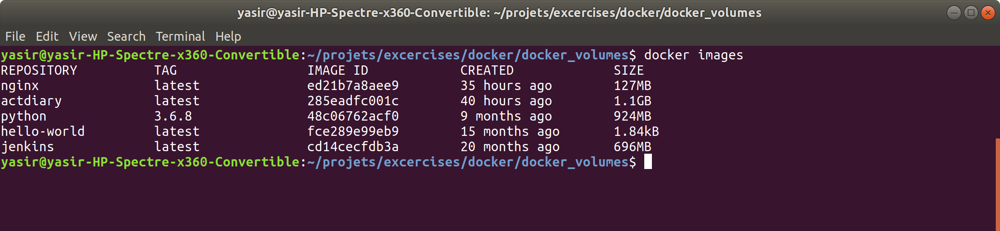 yasir@yasir-HP-Spectre-x360-Convertible: ~/projets/excercises/docker/docker_volumes
File Edit View Search Terminal Help
yasir@yasir-HP-Spectre-x360-Convertible:~/projets/excercises/docker/docker_volumes$ docker images
REPOSITORY          TAG                 IMAGE ID            CREATED             SIZE
nginx               latest              ed21b7a8aee9        35 hours ago        127MB
actdiary            latest              285eadfc001c        40 hours ago        1.1GB
python              3.6.8               48c06762acf0        9 months ago        924MB
hello-world         latest              fce289e99eb9        15 months ago       1.84kB
jenkins             latest              cd14cecfdb3a        20 months ago       696MB
yasir@yasir-HP-Spectre-x360-Convertible:~/projets/excercises/docker/docker_volumes$